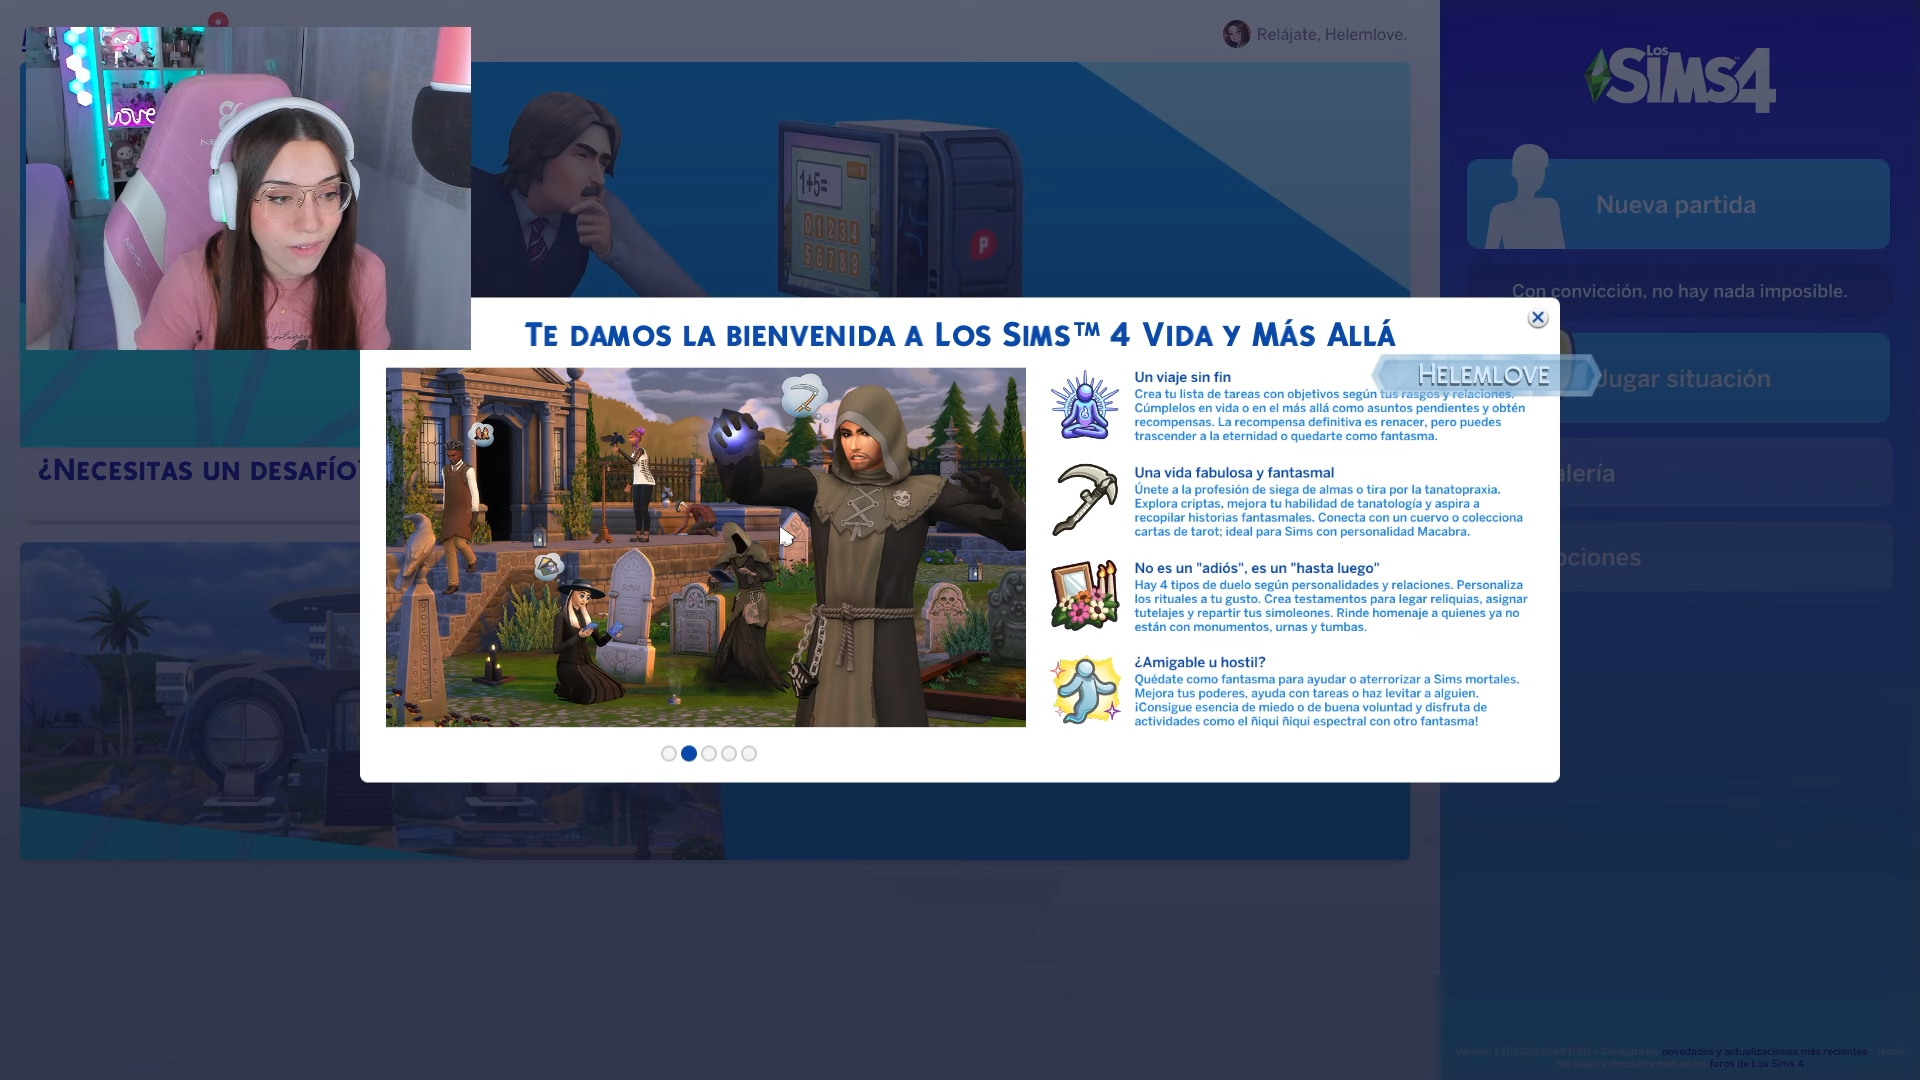 love
Relájate, Helemlove.
Los
SIMS4
1+5=
01234
56789
P
Nueva partida
Con convicción, no hay nada imposible.
Jugar situación
alería
pciones
¿Necesitas un desafío?
Te damos la bienvenida a Los Sims™ 4 Vida y Más Allá
Helemlove
Un viaje sin fin
Crea tu lista de tareas con objetivos según tus rasgos y relaciones.
Cúmplelos en vida o en el más allá como asuntos pendientes y obtén
recompensas. La recompensa definitiva es renacer, pero puedes
trascender a la eternidad o quedarte como fantasma.
Una vida fabulosa y fantasmal
Únete a la profesión de siega de almas o tira por la tanatopraxia.
Explora criptas, mejora tu habilidad de tanatología y aspira a
recopilar historias fantasmales. Conecta con un cuervo o colecciona
cartas de tarot; ideal para Sims con personalidad Macabra.
No es un "adiós", es un "hasta luego"
Hay 4 tipos de duelo según personalidades y relaciones. Personaliza
los rituales a tu gusto. Crea testamentos para legar reliquias, asignar
tutelajes y repartir tus simoleones. Rinde homenaje a quienes ya no
están con monumentos, urnas y tumbas.
¿Amigable u hostil?
Quédate como fantasma para ayudar o aterrorizar a Sims mortales.
Mejora tus poderes, ayuda con tareas o haz levitar a alguien.
¡Consigue esencia de miedo o de buena voluntad y disfruta de
actividades como el ñiqui ñiqui espectral con otro fantasma!
novedades y actualizaciones más recientes
foros de Los Sims 4